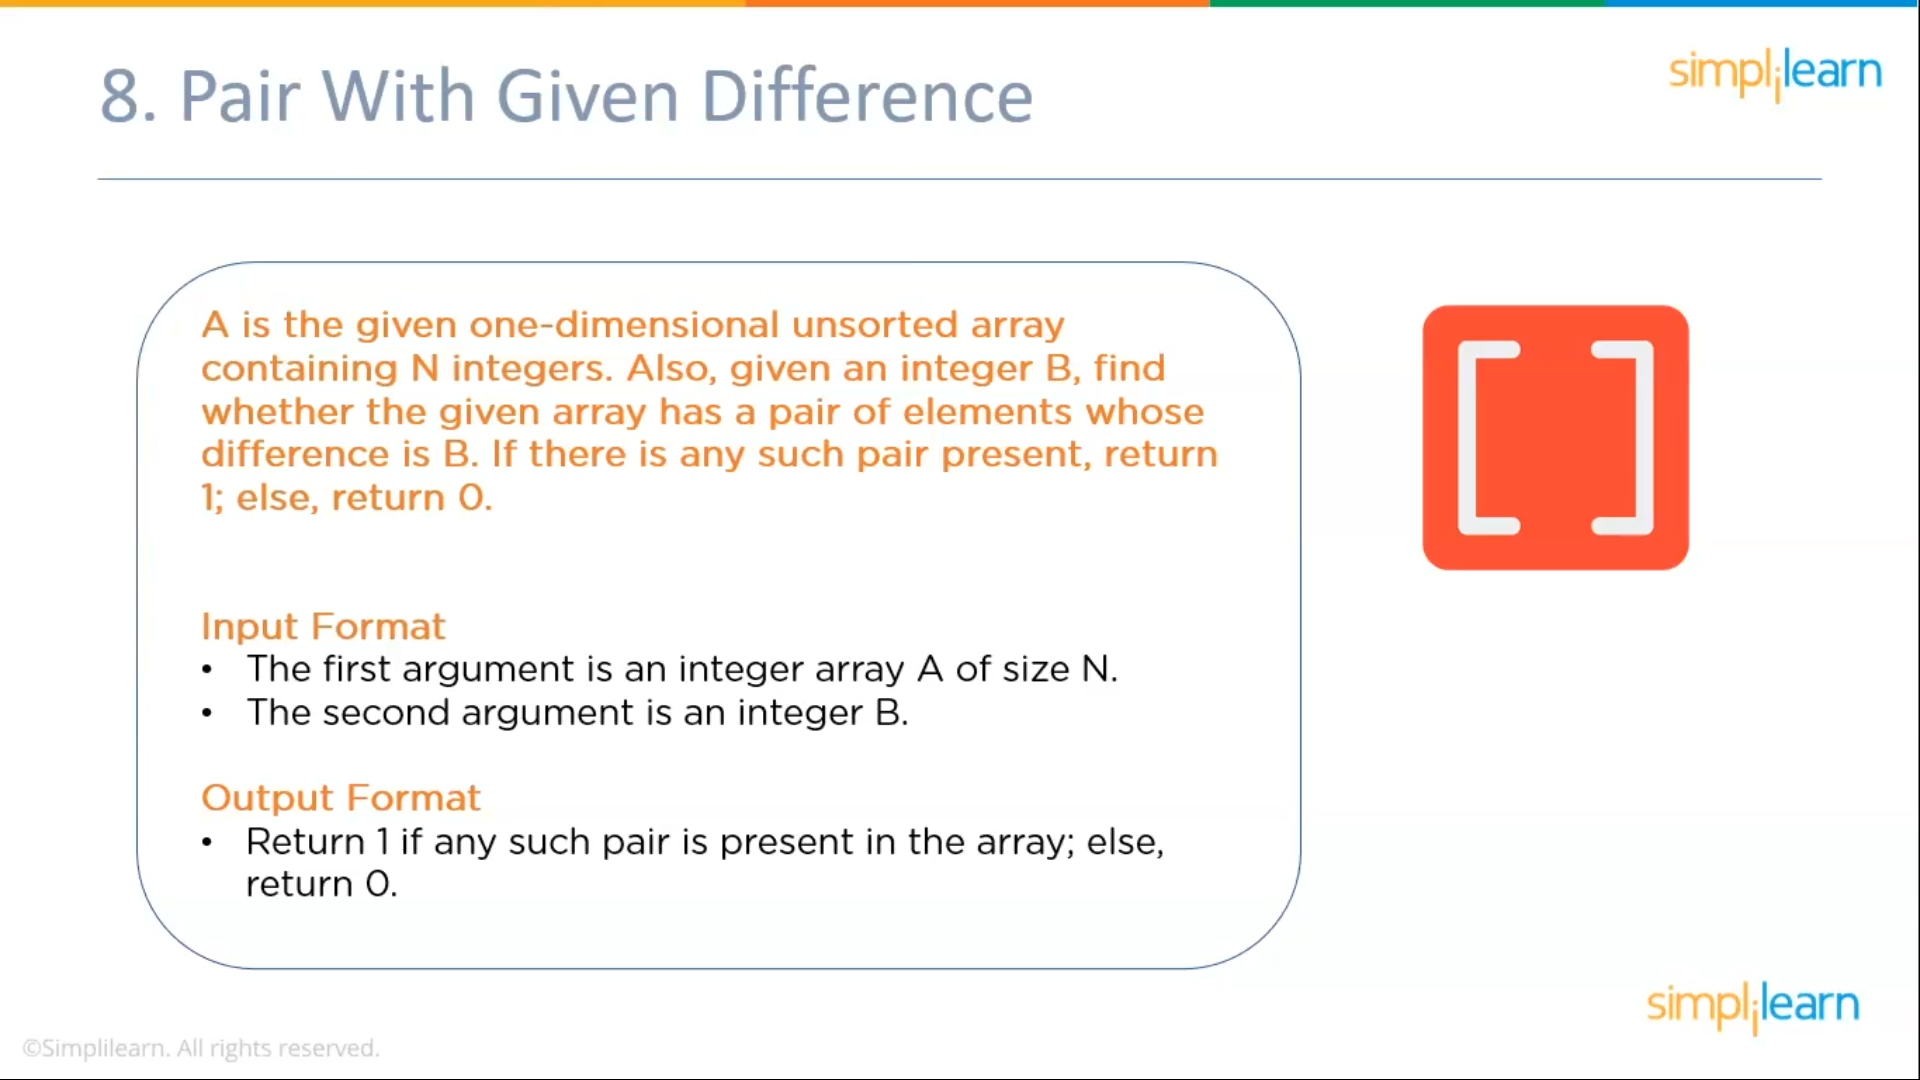 8. Pair With Given Difference
simplilearn
A is the given one-dimensional unsorted array
containing N integers. Also, given an integer B, find
whether the given array has a pair of elements whose
difference is B. If there is any such pair present, return
1; else, return 0.
Input Format
• The first argument is an integer array A of size N.
• The second argument is an integer B.
Output Format
• Return 1 if any such pair is present in the array; else,
return 0.
simplilearn
©Simplilearn. All rights reserved.